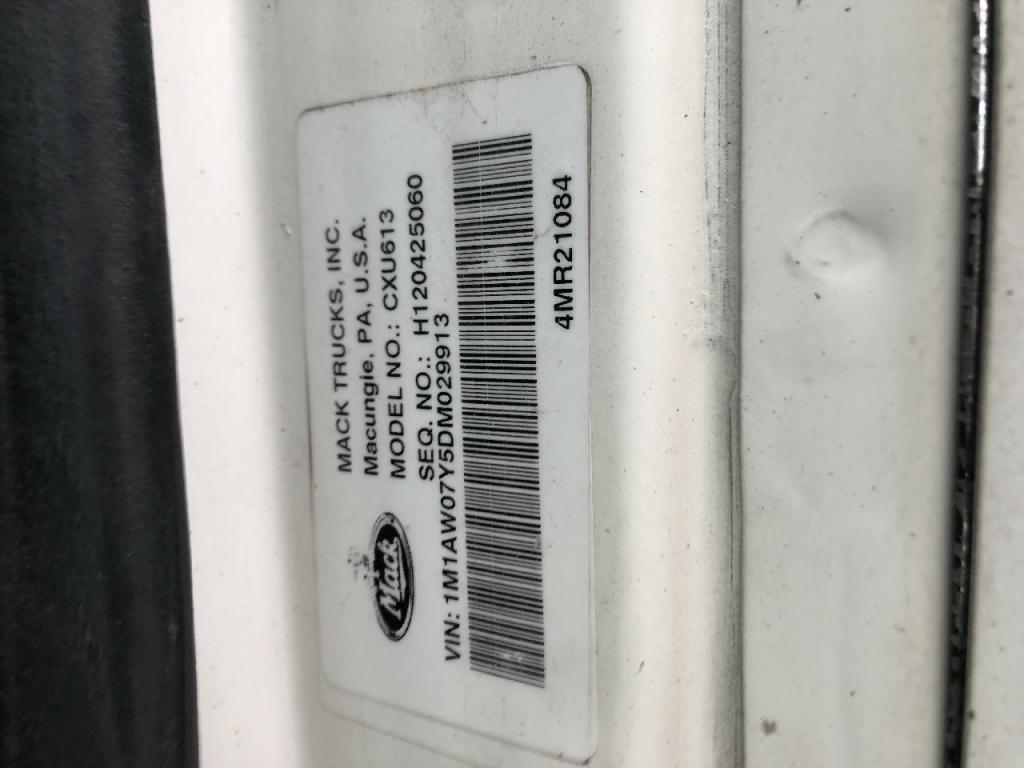 MACK TRUCKS, INC.
Macungie, PA, U.S.A.
MODEL NO.: CXU613
SEQ. NO.: H120425060
Mack
VIN: 1M1AW07Y5DM029913
4MR21084